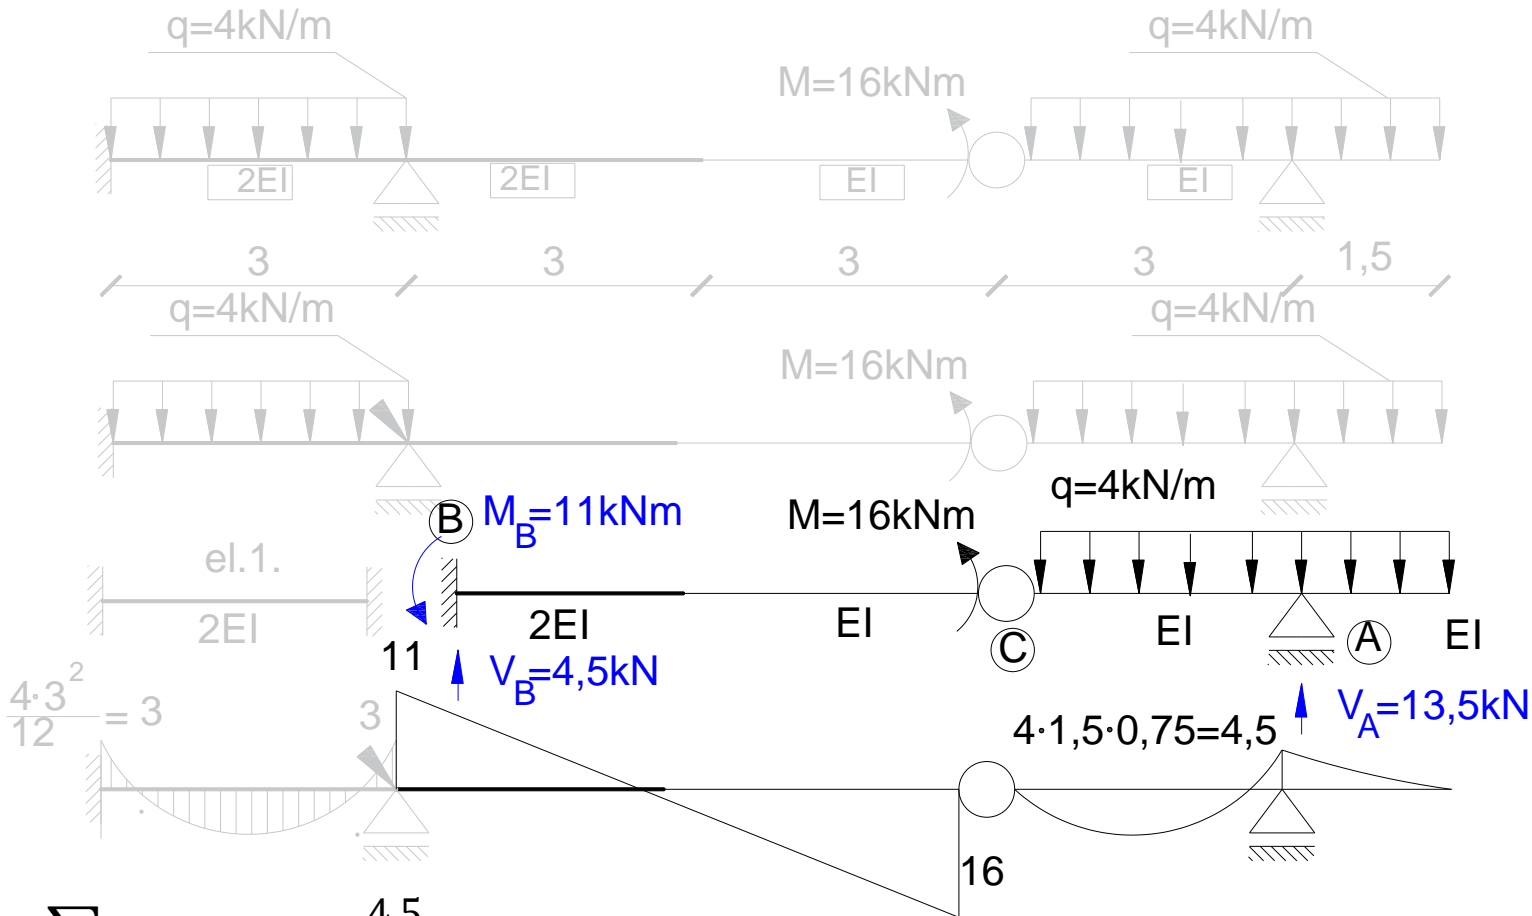 q=4kN/m q=4kN/m
M=16kNm
2EI 2EI EI EI
3 3 3 3 1,5
q=4kN/m q=4kN/m
M=16kNm
q=4kN/m
B M_B=11kNm M=16kNm
el.1.
2EI 2EI EI C EI A EI
11 V_B=4,5kN
4·3²/12 = 3 3 4·1,5·0,75=4,5 V_A=13,5kN
16
4,5
∑